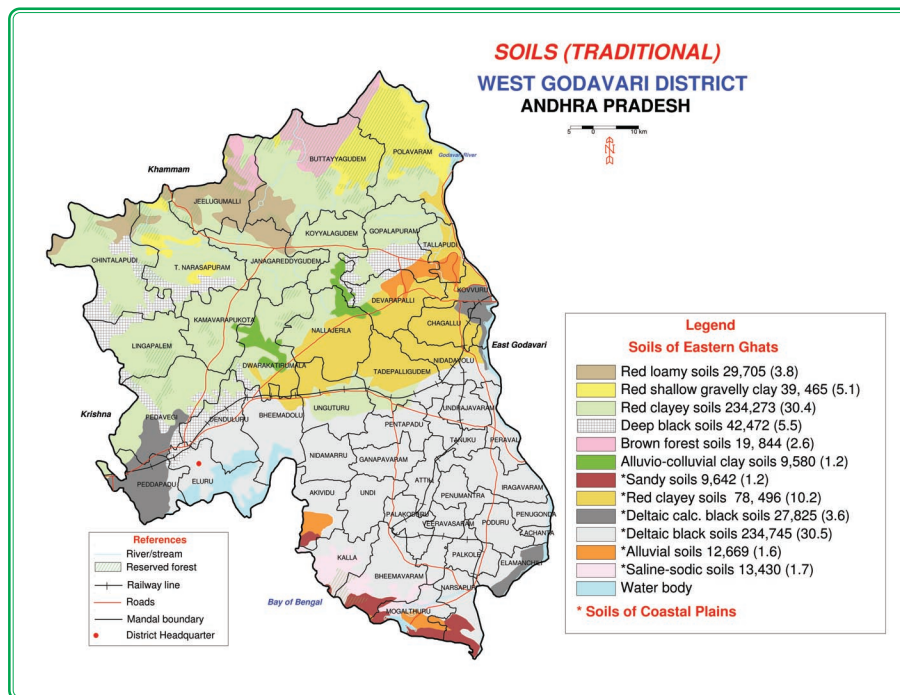 SOILS (TRADITIONAL)
WEST GODAVARI DISTRICT
ANDHRA PRADESH
5 0 10 km
N
Khammam
BUTTAYYAGUDEM
POLAVARAM
Godavari River
JEELUGUMALLI
KOYYALAGUDEM
GOPALAPURAM
TALLAPUDI
CHINTALAPUDI
T. NARASAPURAM
JANAGAREDDYGUDEM
DEVARAPALLI
KOVVURU
KAMAVARAPUKOTA
NALLAJERLA
CHAGALLU
East Godavari
LINGAPALEM
DWARAKATIRUMALA
NIDADAVOLU
TADEPALLIGUDEM
Krishna
PEDAVEGI
DENDULURU
BHEEMADOLU
UNGUTURU
UNDRAJAVARAM
PENTAPADU
TANUKU
PERAVALI
PEDDAPADU
ELURU
NIDAMARRU
GANAPAVARAM
ATTILI
IRAGAVARAM
AKIVIDU
UNDI
PENUMANTRA
PENUGONDA
PALAKODERU
VEERAVASARAM
PODURU
ACHANTA
KALLA
PALKOLE
ELAMANCHILI
BHEEMAVARAM
NARSAPUR
MOGALTHURU
Bay of Bengal
References
River/stream
Reserved forest
Railway line
Roads
Mandal boundary
District Headquarter
Legend
Soils of Eastern Ghats
Red loamy soils 29,705 (3.8)
Red shallow gravelly clay 39, 465 (5.1)
Red clayey soils 234,273 (30.4)
Deep black soils 42,472 (5.5)
Brown forest soils 19, 844 (2.6)
Alluvio-colluvial clay soils 9,580 (1.2)
*Sandy soils 9,642 (1.2)
*Red clayey soils 78, 496 (10.2)
*Deltaic calc. black soils 27,825 (3.6)
*Deltaic black soils 234,745 (30.5)
*Alluvial soils 12,669 (1.6)
*Saline-sodic soils 13,430 (1.7)
Water body
* Soils of Coastal Plains